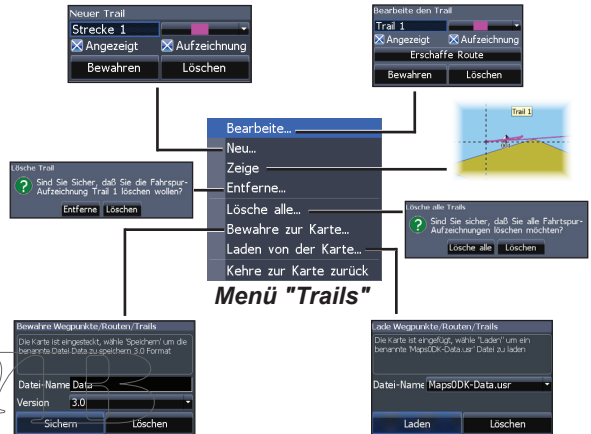 Neuer Trail
Strecke 1
Angezeigt Aufzeichnung
Bewahren Löschen
Bearbeite den Trail
Trail 1
Angezeigt Aufzeichnung
Erschaffe Route
Bewahren Löschen
Trail 1
Bearbeite...
Neu...
Zeige
Entferne...
Lösche alle...
Bewahre zur Karte...
Laden von der Karte...
Kehre zur Karte zurück
Menü "Trails"
Lösche Trail
Sind Sie Sicher, daß Sie die Fahrspur-
Aufzeichnung Trail 1 löschen wollen?
Entferne Löschen
Lösche alle Trails
Sind Sie sicher, daß Sie alle Fahrtspur-
Aufzeichnungen löschen möchten?
Lösche alle Löschen
Bewahre Wegpunkte/Routen/Trails
Die Karte ist eingesteckt, wähle 'Speichern' um die
benannte Datei Data zu speichern 3.0 Format
Datei-Name Data
Version 3.0
Sichern Löschen
Lade Wegpunkte/Routen/Trails
Die Karte ist eingefügt, wähle "Laden" um ein
benannte 'Maps0DK-Data.usr' Datei zu laden
Datei-Name Maps0DK-Data.usr
Laden Löschen